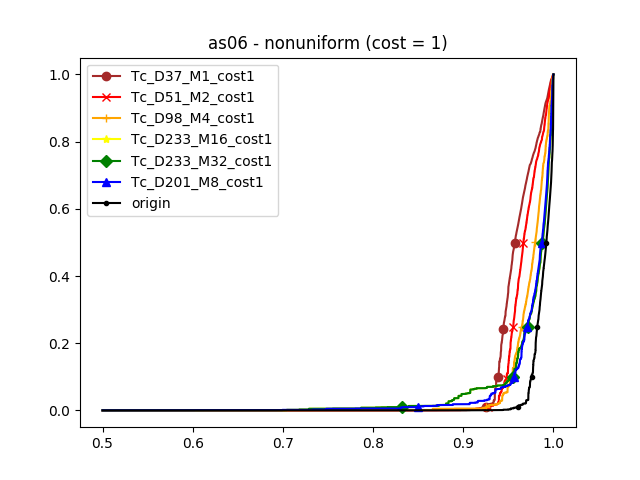 as06 - nonuniform (cost = 1)
1.0
0.8
0.6
0.4
0.2
0.0
Tc_D37_M1_cost1
Tc_D51_M2_cost1
Tc_D98_M4_cost1
Tc_D233_M16_cost1
Tc_D233_M32_cost1
Tc_D201_M8_cost1
origin
0.5 0.6 0.7 0.8 0.9 1.0